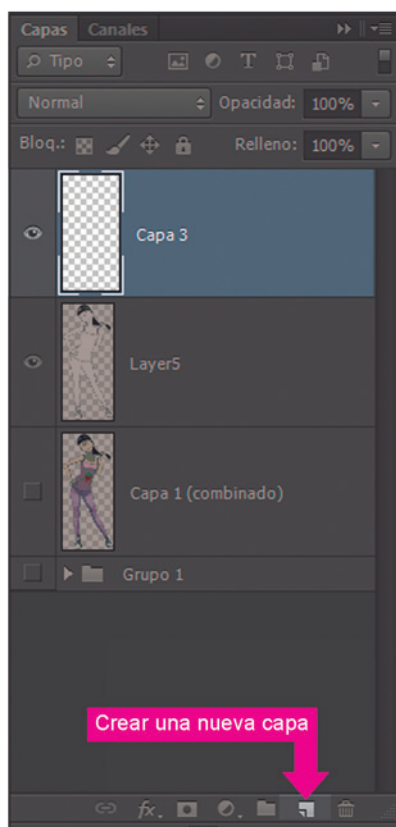 Capas Canales
Tipo T
Normal Opacidad: 100%
Bloq.: Relleno: 100%
Capa 3
Layer5
Capa 1 (combinado)
Grupo 1
Crear una nueva capa
fx.